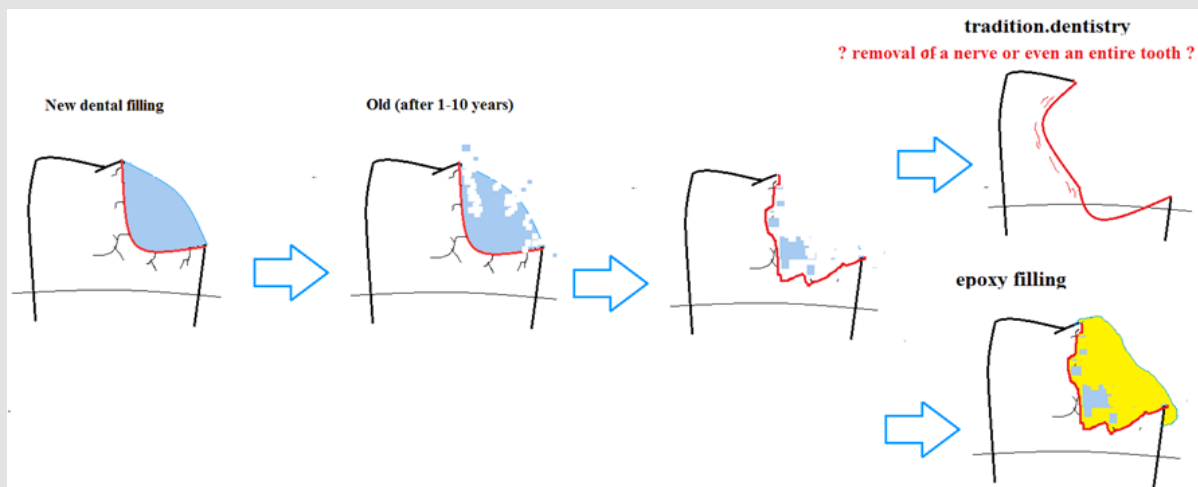 tradition.dentistry
? removal of a nerve or even an entire tooth ?
New dental filling
Old (after 1-10 years)
epoxy filling